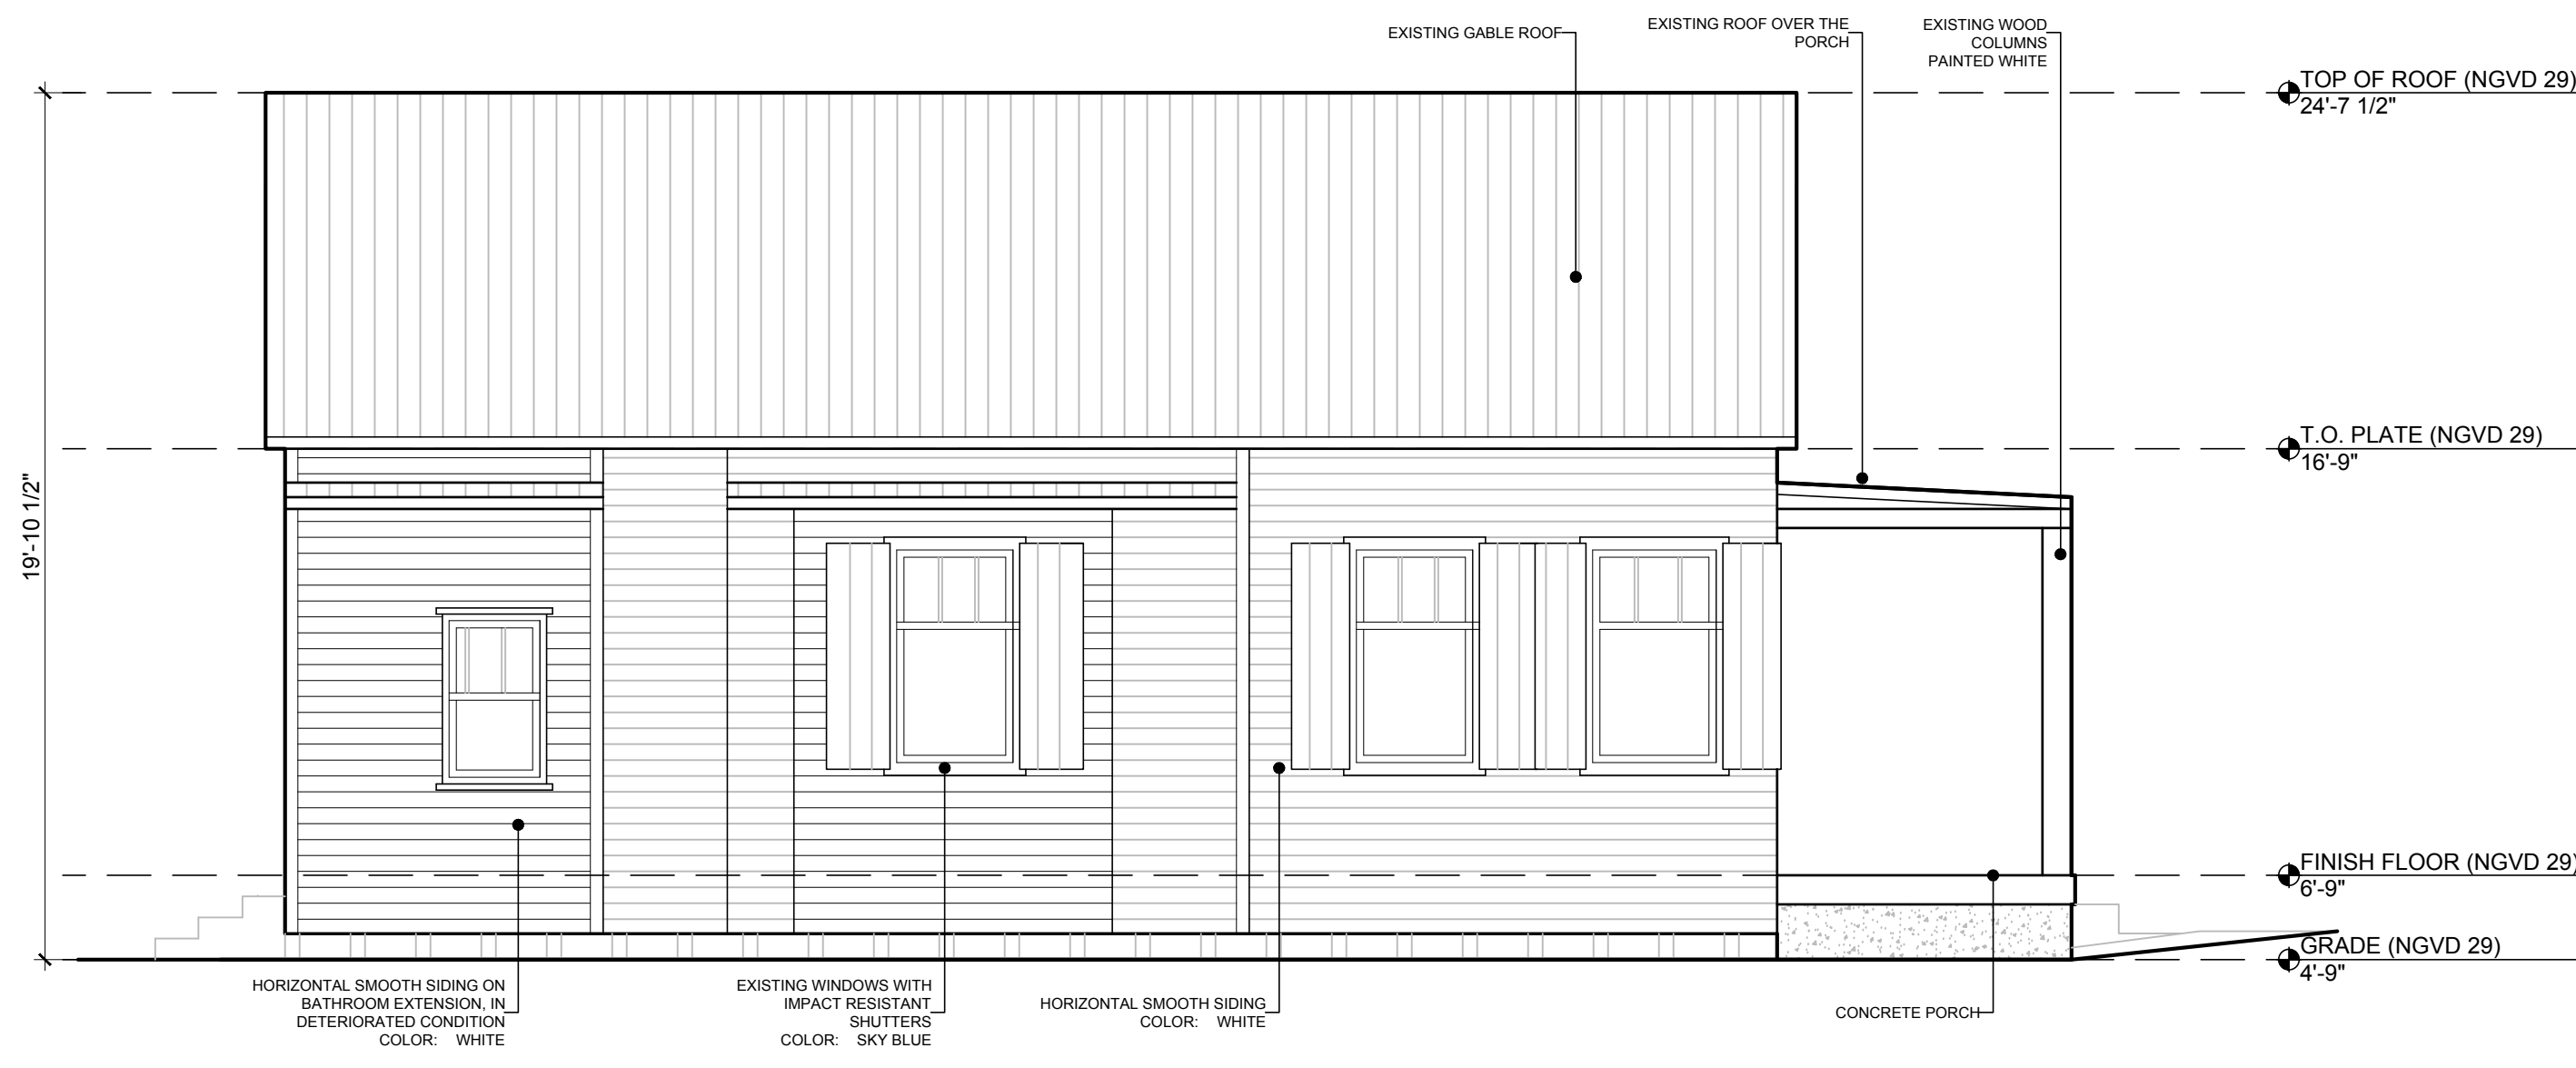 EXISTING GABLE ROOF
EXISTING ROOF OVER THE
PORCH
EXISTING WOOD
COLUMNS
PAINTED WHITE
TOP OF ROOF (NGVD 29)
24'-7 1/2"
T.O. PLATE (NGVD 29)
16'-9"
19'-10 1/2"
FINISH FLOOR (NGVD 29)
6'-9"
GRADE (NGVD 29)
4'-9"
HORIZONTAL SMOOTH SIDING ON
BATHROOM EXTENSION, IN
DETERIORATED CONDITION
COLOR: WHITE
EXISTING WINDOWS WITH
IMPACT RESISTANT
SHUTTERS
COLOR: SKY BLUE
HORIZONTAL SMOOTH SIDING
COLOR: WHITE
CONCRETE PORCH